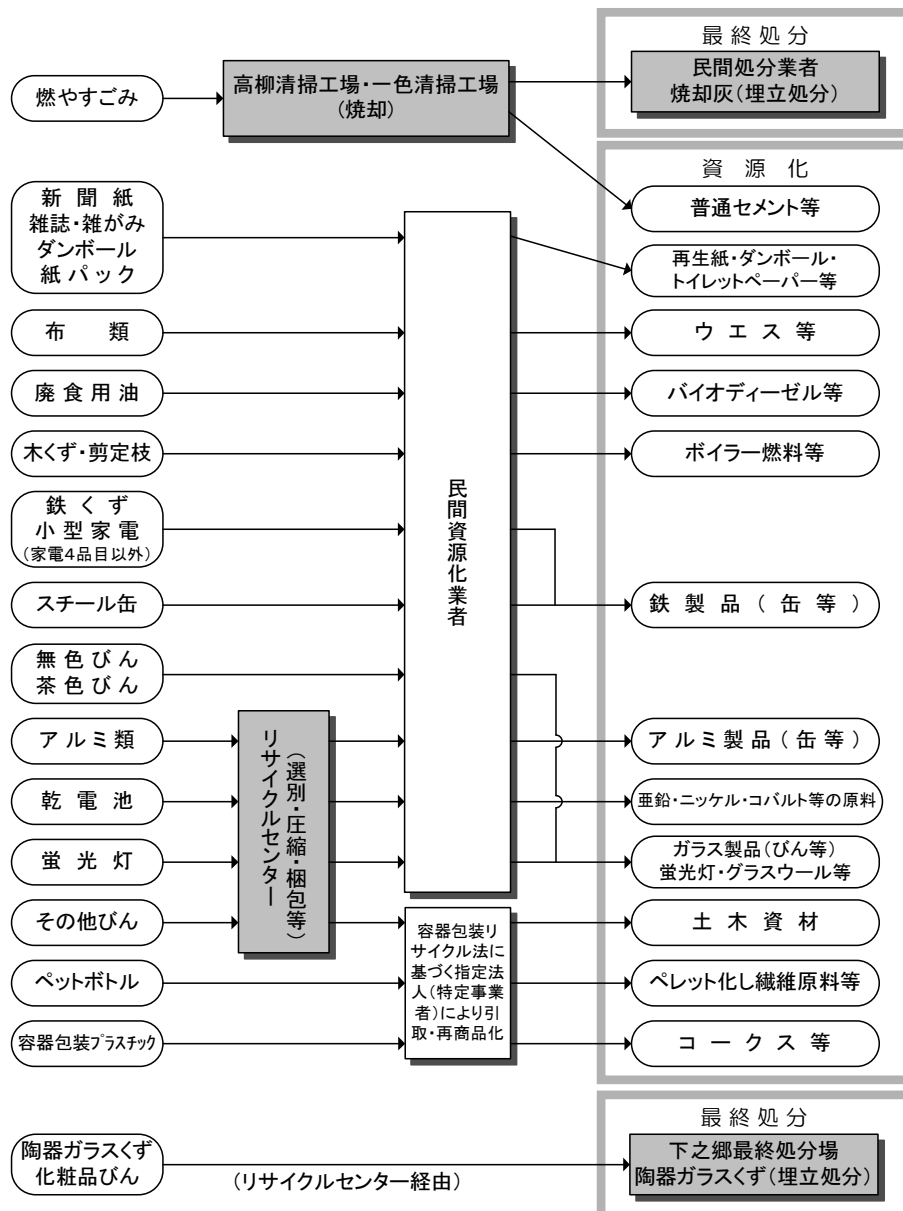 最終処分
燃やすごみ
高柳清掃工場・一色清掃工場
(焼却)
民間処分業者
焼却灰(埋立処分)
資源化
普通セメント等
新聞紙
雑誌・雑がみ
ダンボール
紙パック
再生紙・ダンボール・
トイレットペーパー等
布類
ウエス等
廃食用油
バイオディーゼル等
木くず・剪定枝
ボイラー燃料等
民間資源化業者
鉄くず
小型家電
(家電4品目以外)
スチール缶
鉄製品(缶等)
無色びん
茶色びん
アルミ類
アルミ製品(缶等)
リサイクルセンター
(選別・圧縮・梱包等)
乾電池
亜鉛・ニッケル・コバルト等の原料
蛍光灯
ガラス製品(びん等)
蛍光灯・グラスウール等
その他びん
容器包装リ
サイクル法に
基づく指定法
人(特定事業
者)により引
取・再商品化
土木資材
ペットボトル
ペレット化し繊維原料等
容器包装プラスチック
コークス等
最終処分
陶器ガラスくず
化粧品びん
(リサイクルセンター経由)
下之郷最終処分場
陶器ガラスくず(埋立処分)